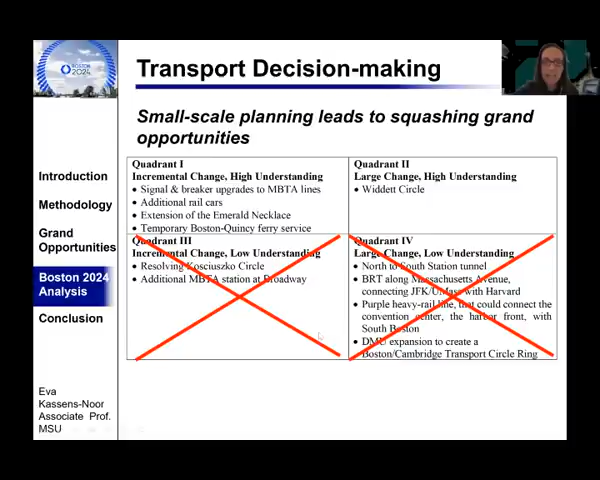 BOSTON
2024
Transport Decision-making
Small-scale planning leads to squashing grand
opportunities
Introduction
Methodology
Grand
Opportunities
Boston 2024
Analysis
Conclusion
Eva
Kassens-Noor
Associate Prof.
MSU
Quadrant I
Incremental Change, High Understanding
• Signal & breaker upgrades to MBTA lines
• Additional rail cars
• Extension of the Emerald Necklace
• Temporary Boston-Quincy ferry service
Quadrant II
Large Change, High Understanding
• Widdett Circle
Quadrant III
Incremental Change, Low Understanding
• Resolving Kosciuszko Circle
• Additional MBTA station at Broadway
Quadrant IV
Large Change, Low Understanding
• North to South Station tunnel
• BRT along Massachusetts Avenue,
connecting JFK/UMass with Harvard
• Purple heavy-rail line, that could connect the
convention center, the harbor front, with
South Boston
• DMU expansion to create a
Boston/Cambridge Transport Circle Ring